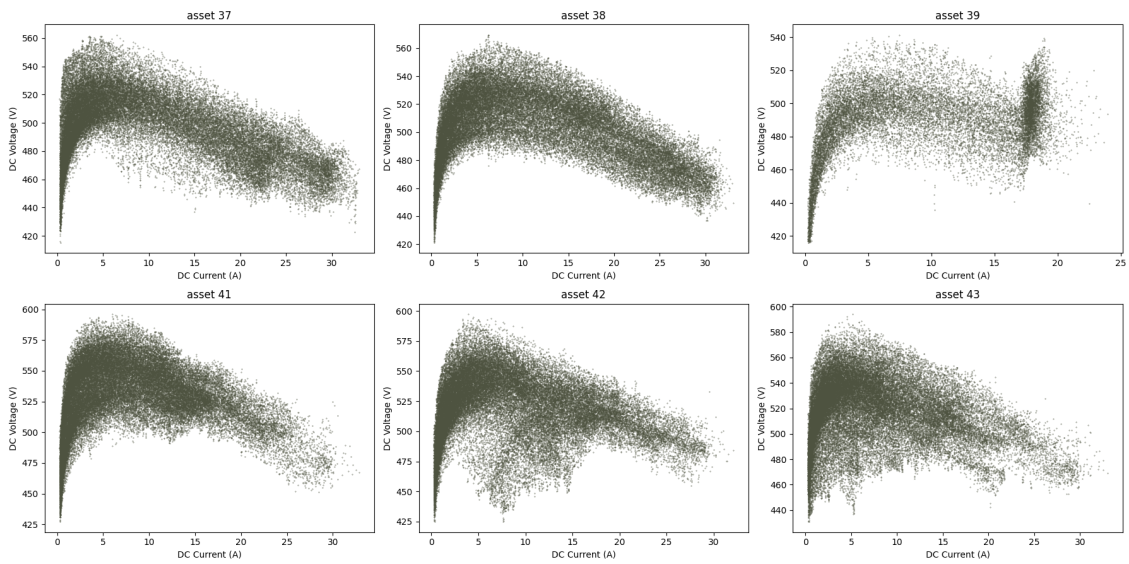 asset 37
560
540
520
500
480
460
440
420
DC Voltage (V)
0 5 10 15 20 25 30
DC Current (A)
asset 38
560
540
520
500
480
460
440
420
DC Voltage (V)
0 5 10 15 20 25 30
DC Current (A)
asset 39
540
520
500
480
460
440
420
DC Voltage (V)
0 5 10 15 20 25
DC Current (A)
asset 41
600
575
550
525
500
475
450
425
DC Voltage (V)
0 5 10 15 20 25 30
DC Current (A)
asset 42
600
575
550
525
500
475
450
425
DC Voltage (V)
0 5 10 15 20 25 30
DC Current (A)
asset 43
600
580
560
540
520
500
480
460
440
DC Voltage (V)
0 5 10 15 20 25 30
DC Current (A)